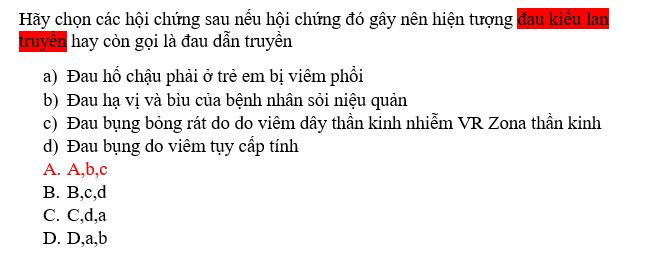 Hãy chọn các hội chứng sau nếu hội chứng đó gây nên hiện tượng đau kiểu lan
truyền hay còn gọi là đau dẫn truyền
a) Đau hố chậu phải ở trẻ em bị viêm phổi
b) Đau hạ vị và bìu của bệnh nhân sỏi niệu quản
c) Đau bụng bỏng rát do do viêm dây thần kinh nhiễm VR Zona thần kinh
d) Đau bụng do viêm tụy cấp tính
A. A,b,c
B. B,c,d
C. C,d,a
D. D,a,b